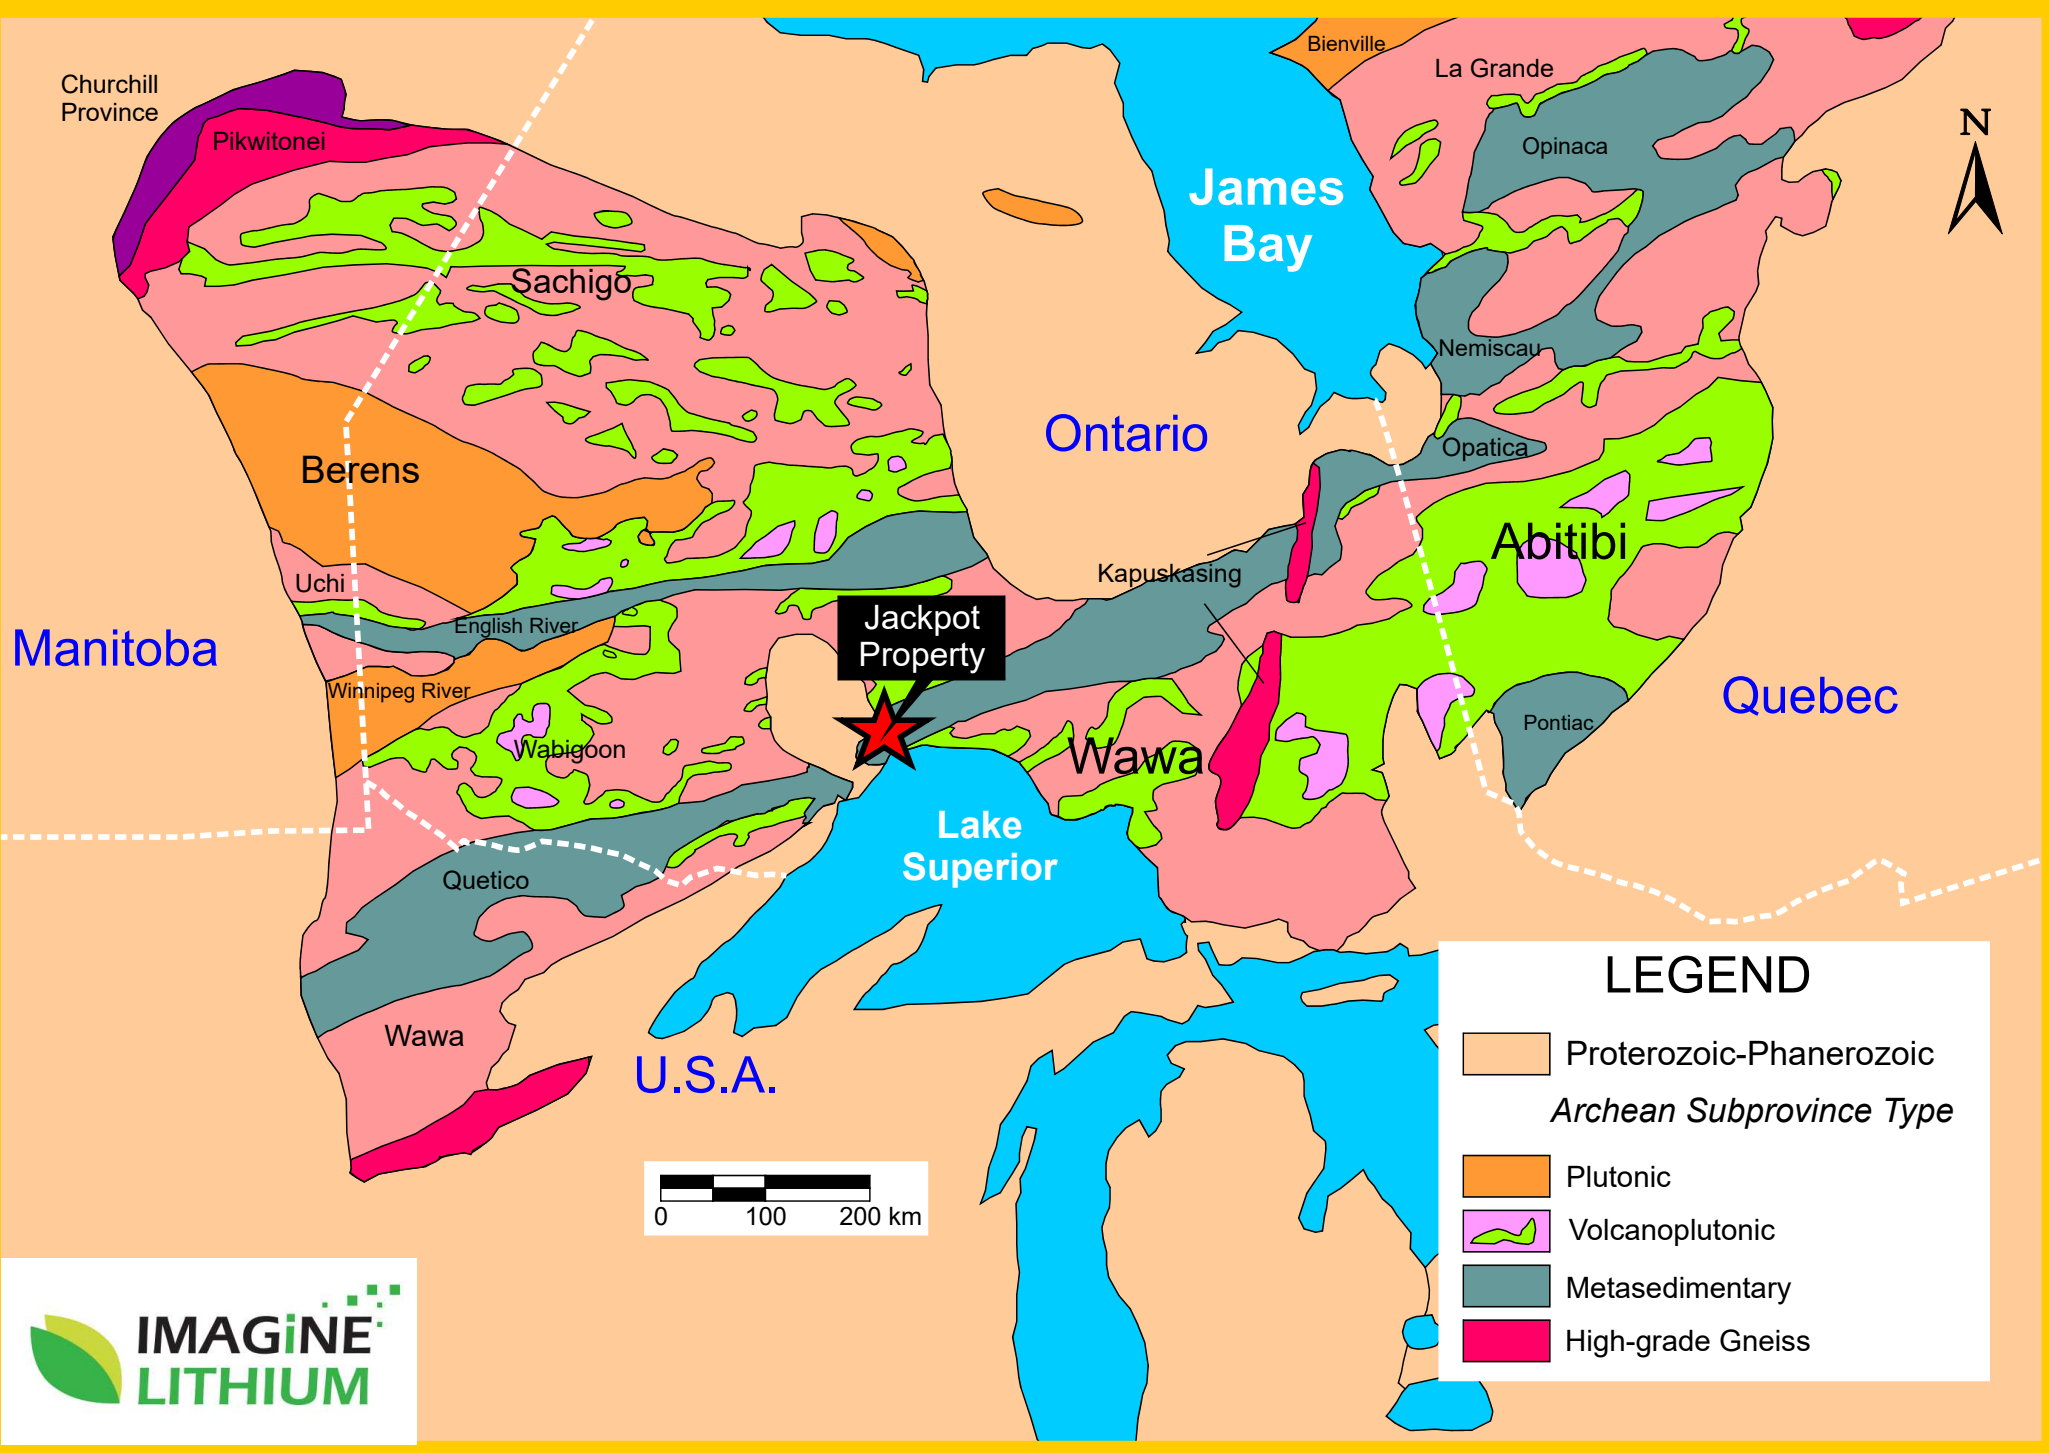 Churchill
Province
Pikwitonei
Bienville
La Grande
N
Opinaca
James
Bay
Sachigo
Nemiscau
Ontario
Opatica
Berens
Abitibi
Uchi
Kapuskasing
Jackpot
Property
English River
Manitoba
Winnipeg River
Quebec
Pontiac
Wabigoon
Wawa
Lake
Superior
Quetico
Wawa
U.S.A.
LEGEND
Proterozoic-Phanerozoic
Archean Subprovince Type
Plutonic
Volcanoplutonic
Metasedimentary
High-grade Gneiss
0 100 200 km
IMAGiNE
LITHIUM